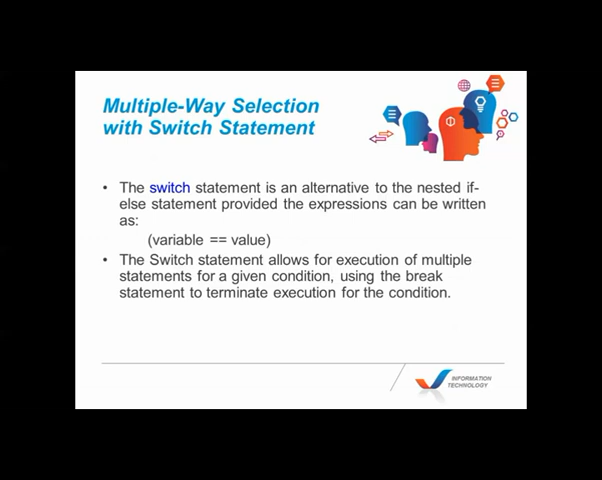 Multiple-Way Selection
with Switch Statement
• The switch statement is an alternative to the nested if-
else statement provided the expressions can be written
as:
(variable == value)
• The Switch statement allows for execution of multiple
statements for a given condition, using the break
statement to terminate execution for the condition.
INFORMATION
TECHNOLOGY